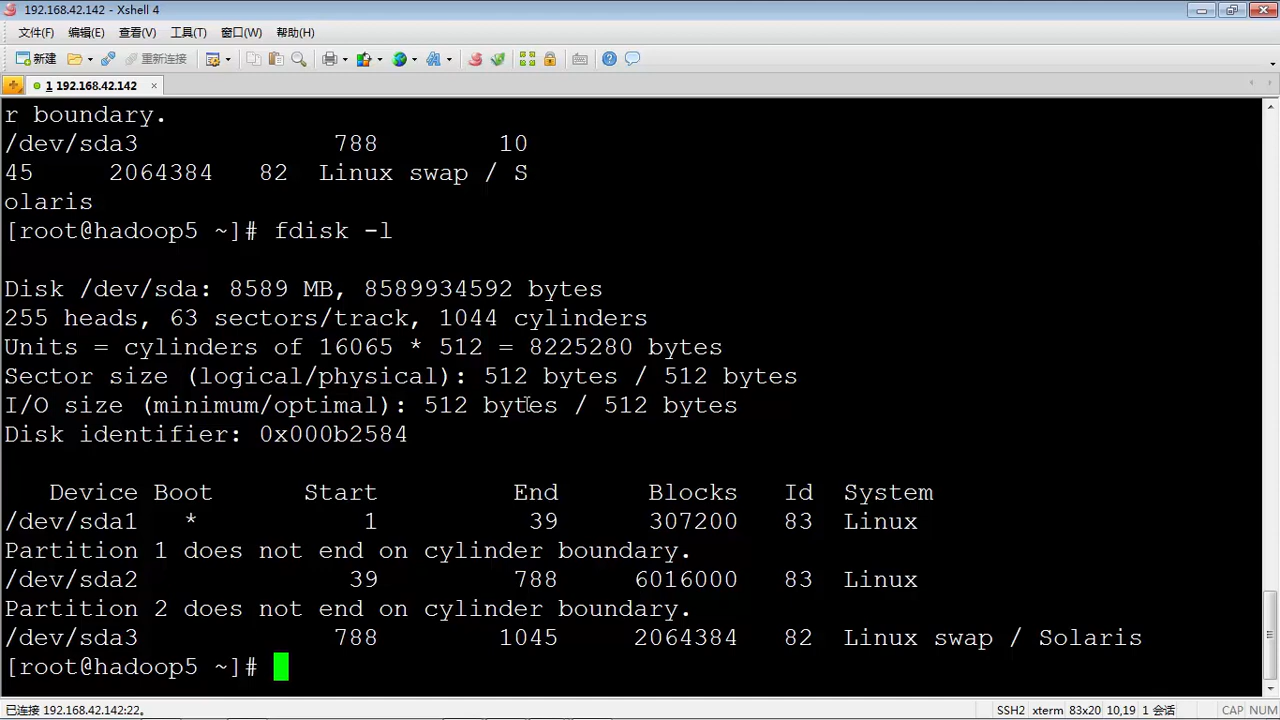 192.168.42.142 - Xshell 4
文件(F) 编辑(E) 查看(V) 工具(T) 窗口(W) 帮助(H)
新建 重新连接
1 192.168.42.142
r boundary.
/dev/sda3 788 10
45 2064384 82 Linux swap / S
olaris
[root@hadoop5 ~]# fdisk -l
Disk /dev/sda: 8589 MB, 8589934592 bytes
255 heads, 63 sectors/track, 1044 cylinders
Units = cylinders of 16065 * 512 = 8225280 bytes
Sector size (logical/physical): 512 bytes / 512 bytes
I/O size (minimum/optimal): 512 bytes / 512 bytes
Disk identifier: 0x000b2584
Device Boot Start End Blocks Id System
/dev/sda1 * 1 39 307200 83 Linux
Partition 1 does not end on cylinder boundary.
/dev/sda2 39 788 6016000 83 Linux
Partition 2 does not end on cylinder boundary.
/dev/sda3 788 1045 2064384 82 Linux swap / Solaris
[root@hadoop5 ~]#
已连接 192.168.42.142:22。 SSH2 xterm 83x20 10,19 1 会话 CAP NUM